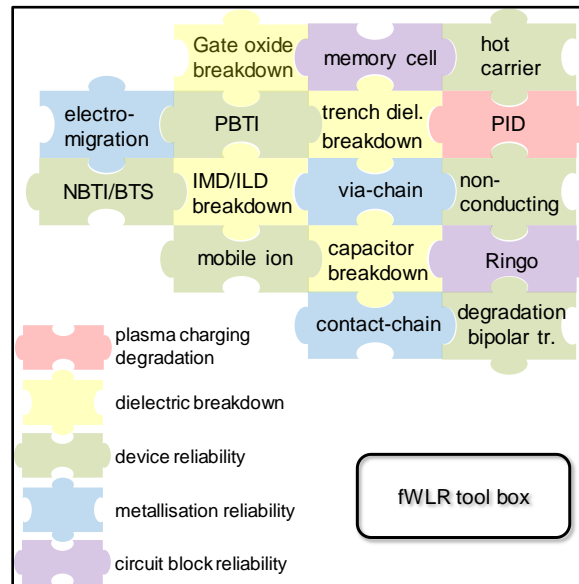 Gate oxide
breakdown
memory cell
hot
carrier
electro-
migration
PBTI
trench diel.
breakdown
PID
NBTI/BTS
IMD/ILD
breakdown
via-chain
non-
conducting
mobile ion
capacitor
breakdown
Ringo
contact-chain
degradation
bipolar tr.
plasma charging
degradation
dielectric breakdown
device reliability
metallisation reliability
circuit block reliability
fWLR tool box